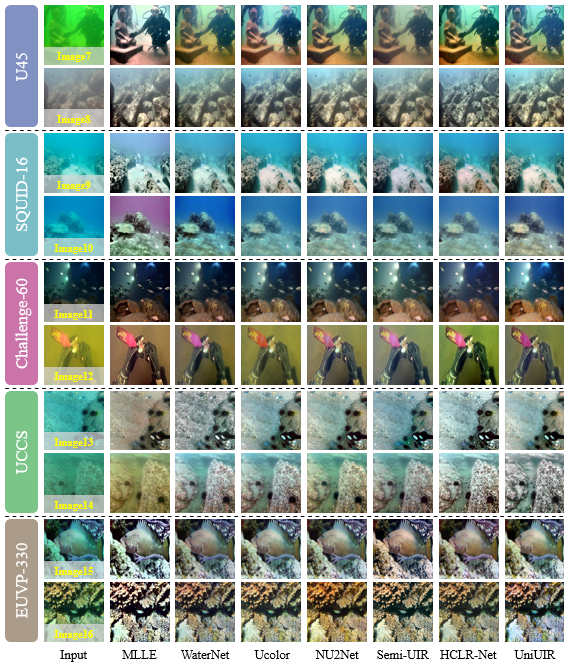 U45
Image7
Image8
SQUID-16
Image9
Image10
Challenge-60
Image11
Image12
UCCS
Image13
Image14
EUVP-330
Image15
Image16
Input MLLE WaterNet Ucolor NU2Net Semi-UIR HCLR-Net UniUIR